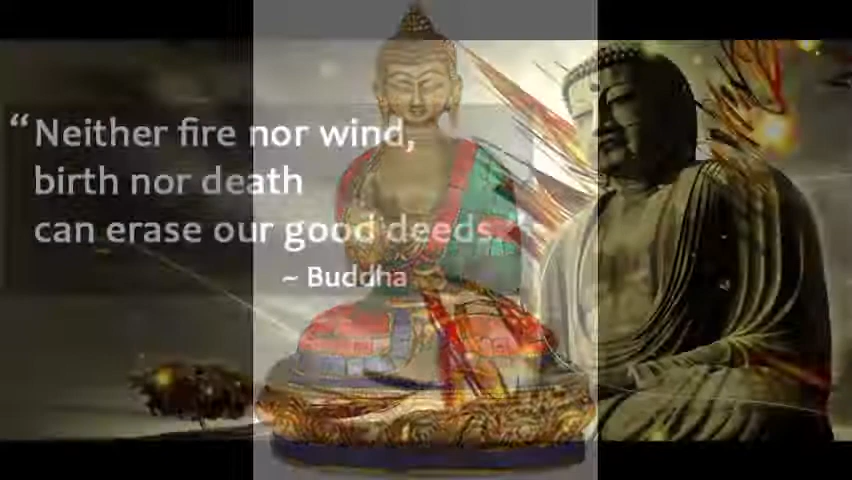 “Neither fire nor wind,
birth nor death
can erase our good deeds.”
~ Buddha